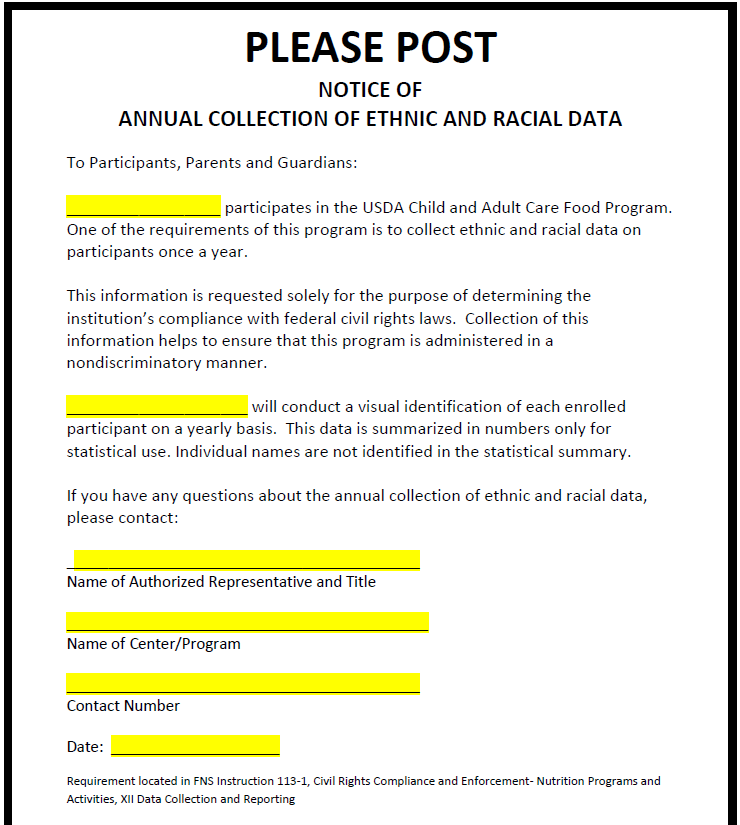 PLEASE POST
NOTICE OF
ANNUAL COLLECTION OF ETHNIC AND RACIAL DATA
To Participants, Parents and Guardians:
___________________ participates in the USDA Child and Adult Care Food Program.
One of the requirements of this program is to collect ethnic and racial data on
participants once a year.
This information is requested solely for the purpose of determining the
institution’s compliance with federal civil rights laws.  Collection of this
information helps to ensure that this program is administered in a
nondiscriminatory manner.
______________________ will conduct a visual identification of each enrolled
participant on a yearly basis.  This data is summarized in numbers only for
statistical use. Individual names are not identified in the statistical summary.
If you have any questions about the annual collection of ethnic and racial data,
please contact:
___________________________________________
Name of Authorized Representative and Title
____________________________________________
Name of Center/Program
___________________________________________
Contact Number
Date:  ____________________
Requirement located in FNS Instruction 113-1, Civil Rights Compliance and Enforcement- Nutrition Programs and
Activities, XII Data Collection and Reporting